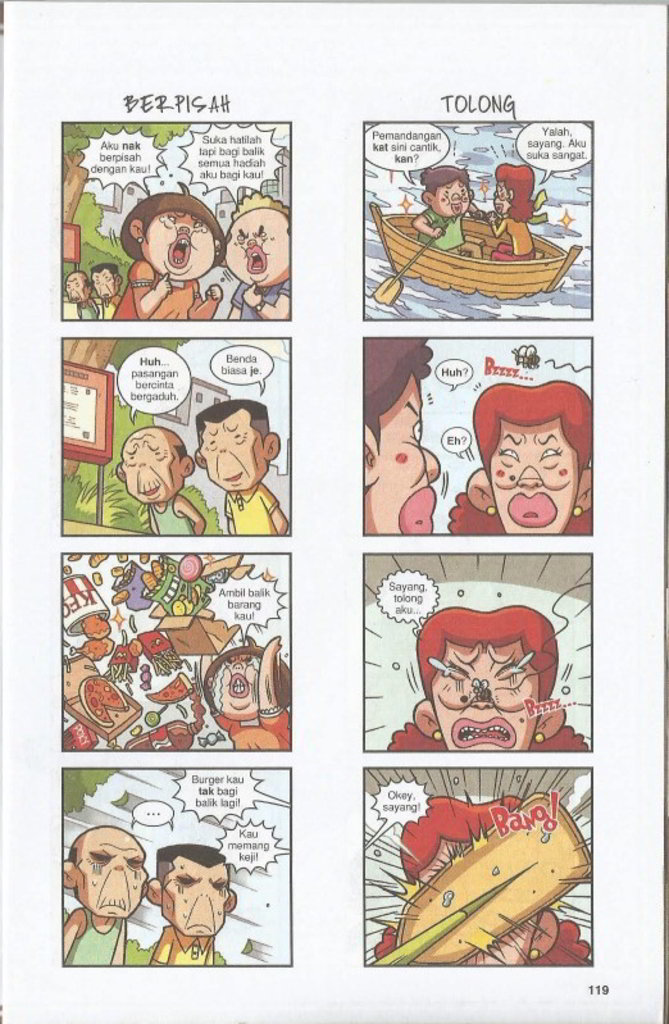 BERPISAH
Aku nak
berpisah
dengan kau!
Suka hatilah
tapi bagi balik
semua hadiah
aku bagi kau!
Huh...
pasangan
bercinta
bergaduh.
Benda
biasa je.
Ambil balik
barang
kau!
Burger kau
tak bagi
balik lagi!
...
Kau
memang
keji!
TOLONG
Pemandangan
kat sini cantik,
kan?
Yalah,
sayang. Aku
suka sangat.
Huh?
Bzzzz...
Eh?
Sayang,
tolong
aku...
Bzzzz...
Okey,
sayang!
BANG!
119